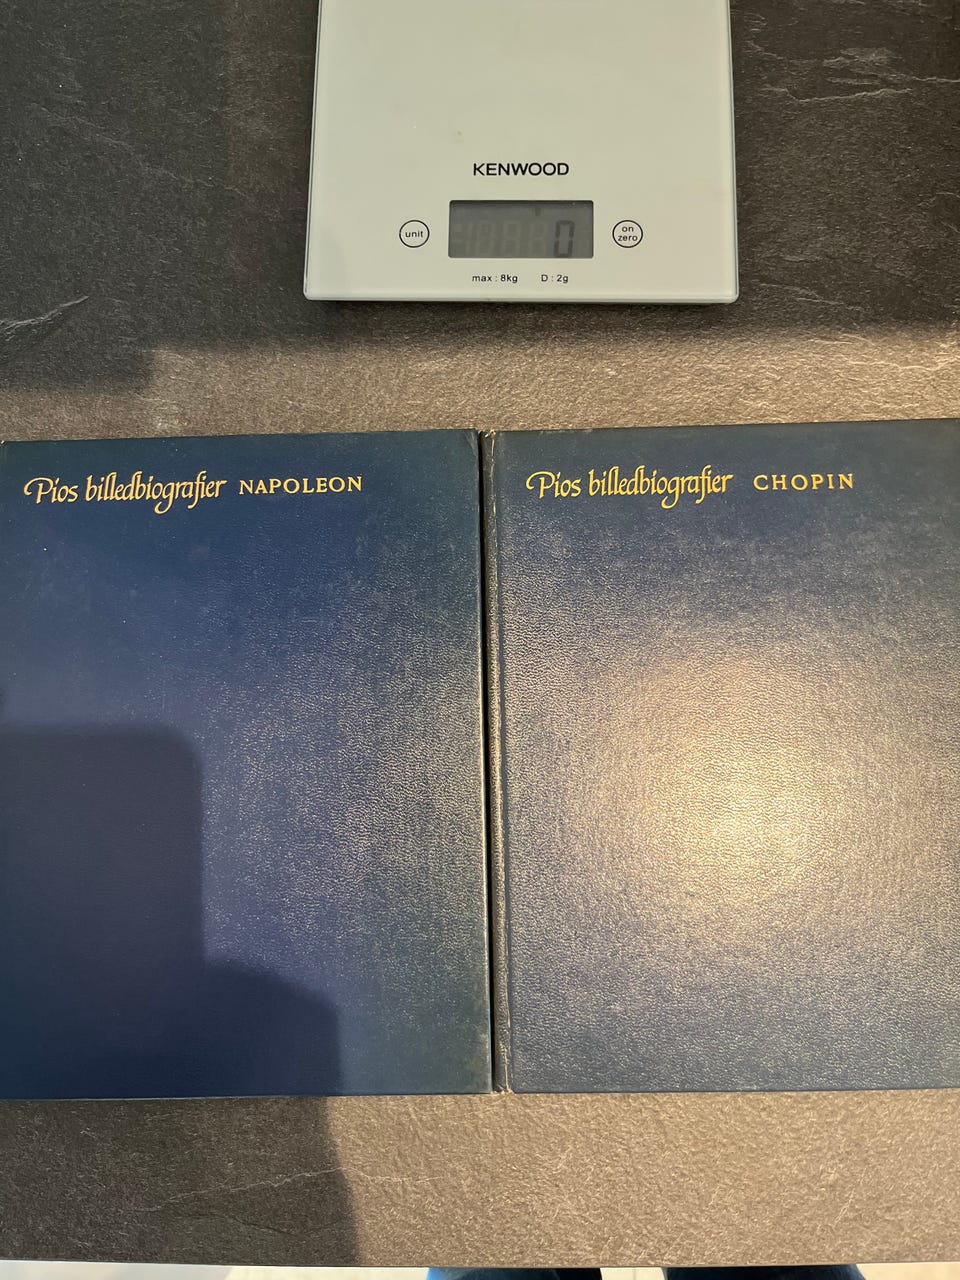 KENWOOD
unit
0
on
zero
max : 8kg D : 2g
Pios billedbiografier NAPOLEON
Pios billedbiografier CHOPIN